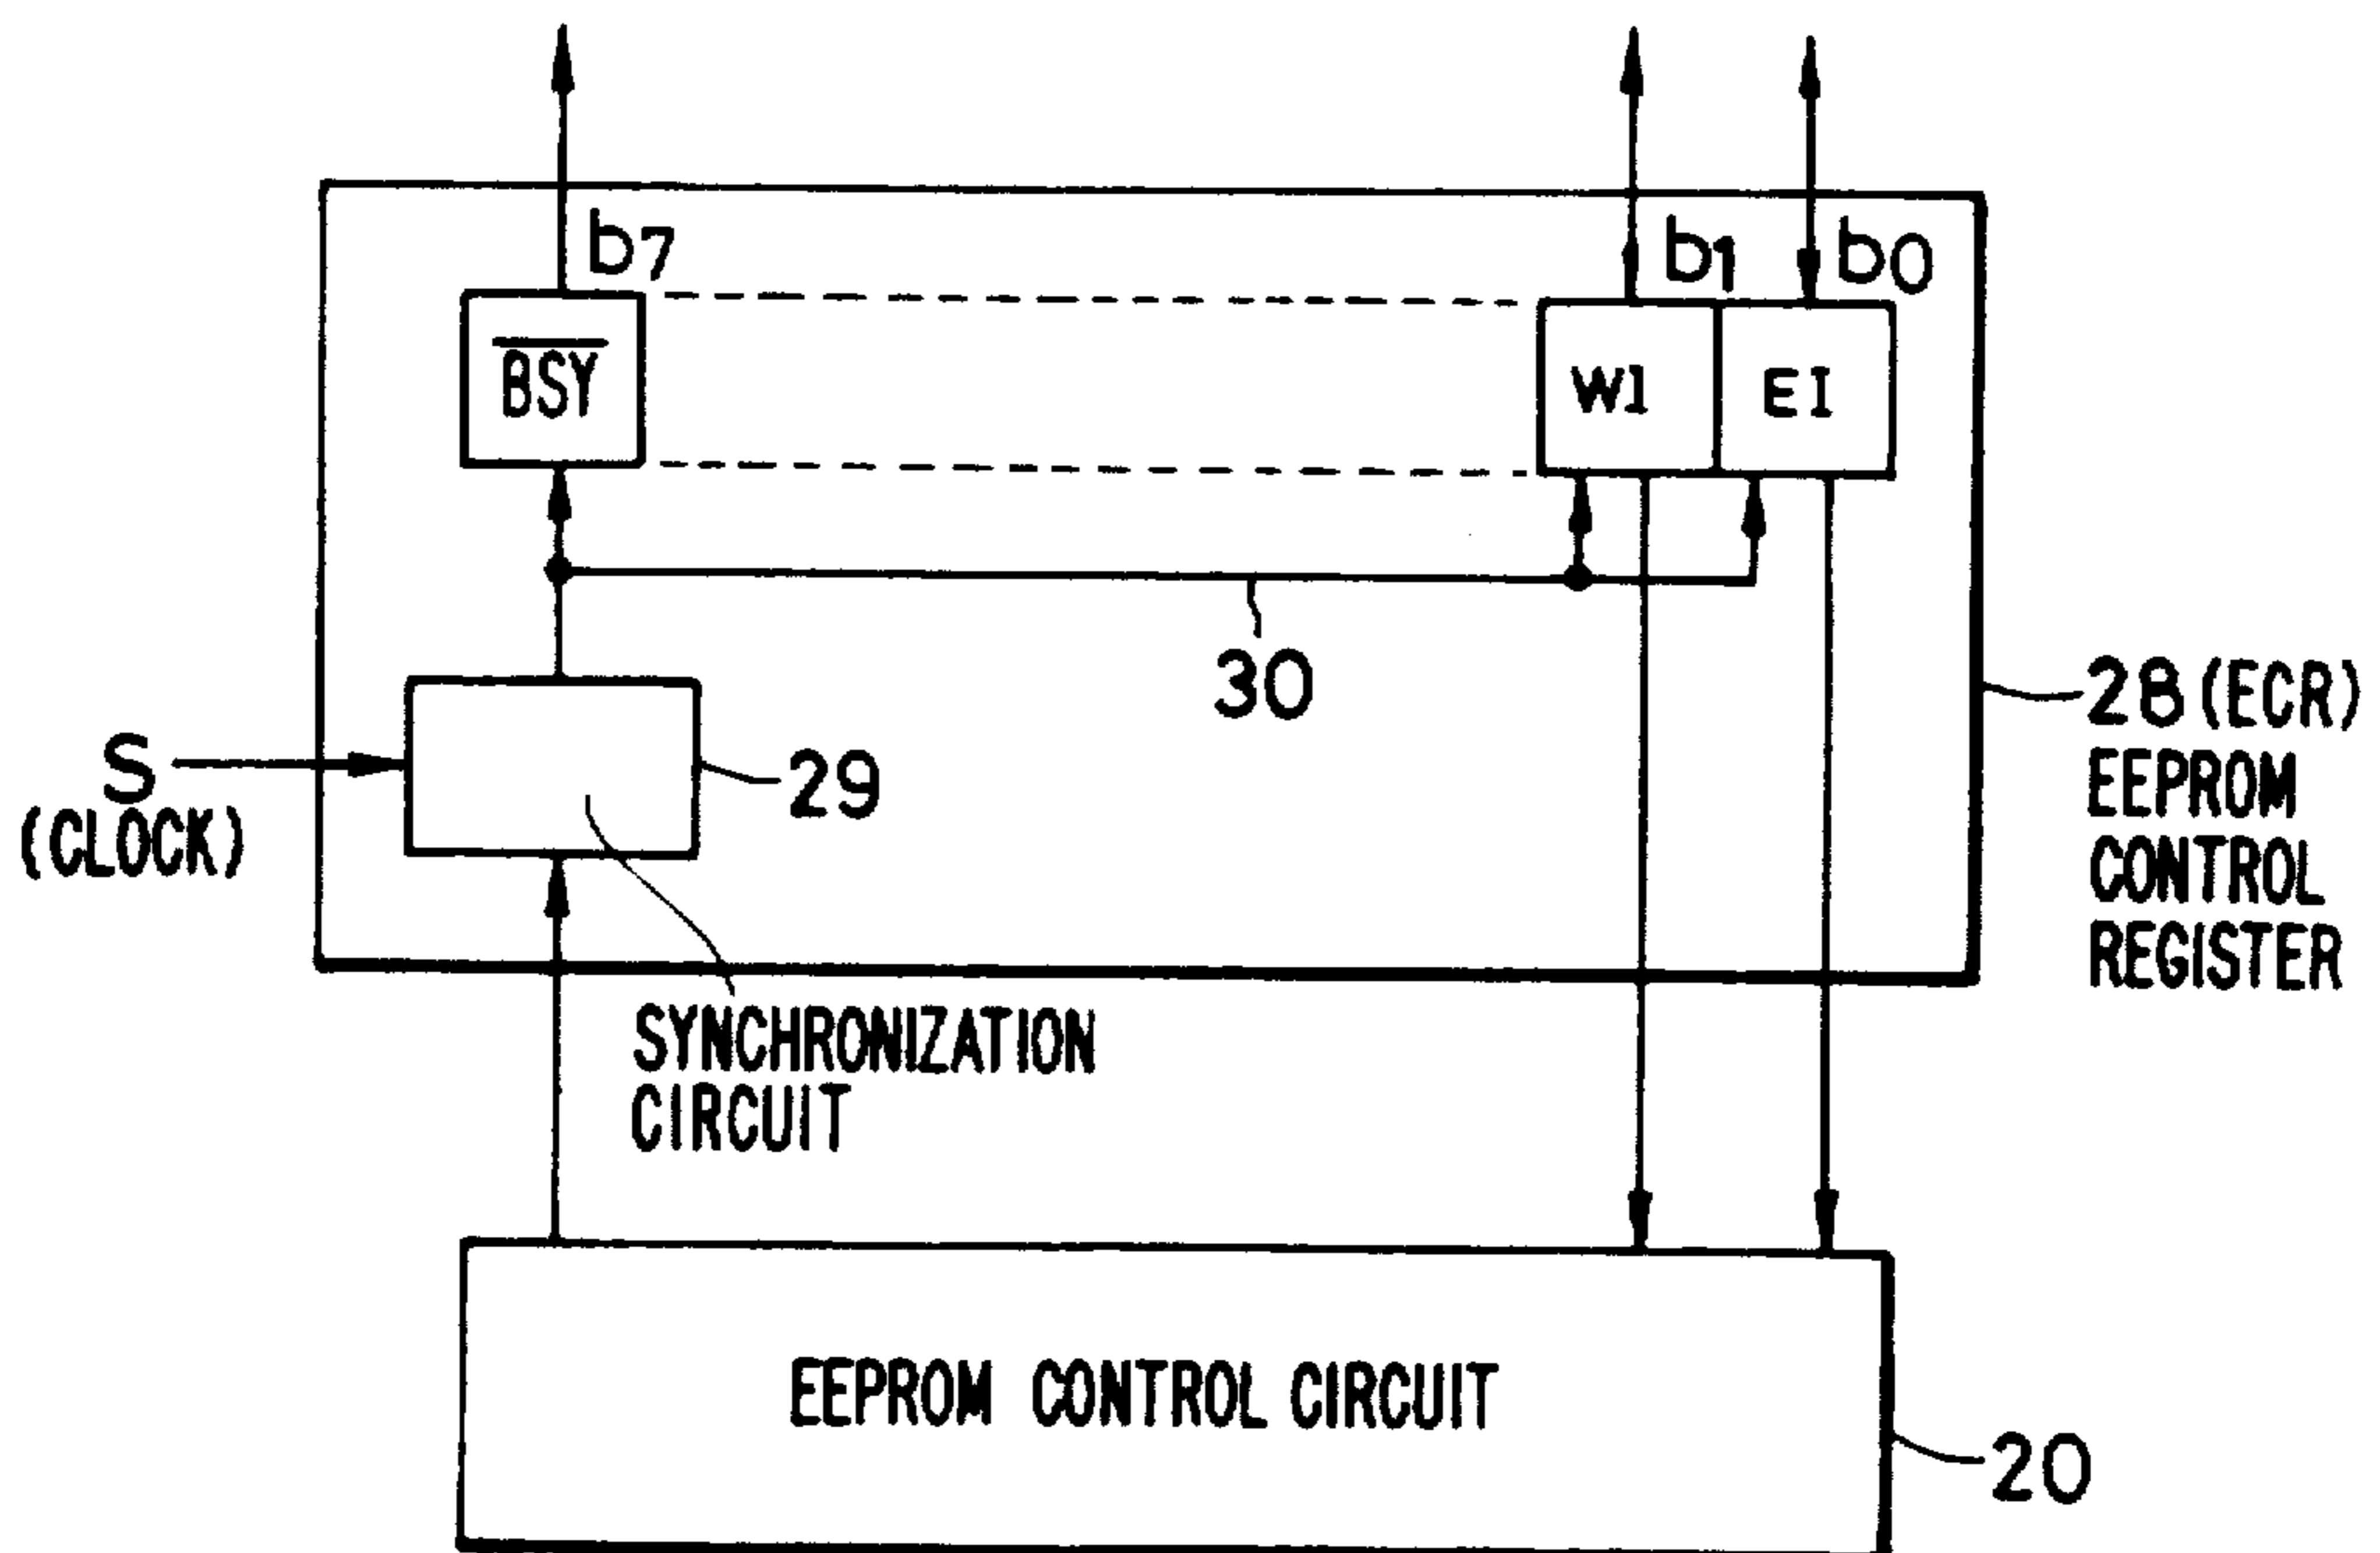 b7
b1
b0
B̅S̅Y̅
W1
EI
30
28 (ECR)
EEPROM
CONTROL
REGISTER
S
(CLOCK)
29
SYNCHRONIZATION
CIRCUIT
EEPROM CONTROL CIRCUIT
20